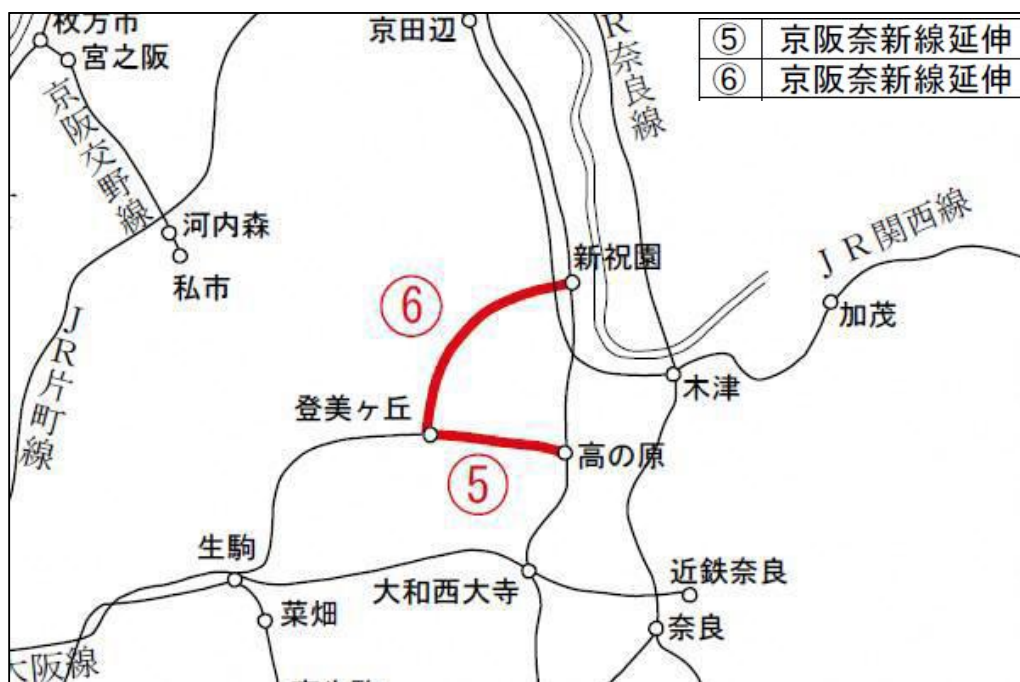 枚方市
宮之阪
京阪交野線
河内森
私市
JR片町線
京田辺
R奈良線
⑤ 京阪奈新線延伸
⑥ 京阪奈新線延伸
JR関西線
加茂
新祝園
⑥
木津
登美ヶ丘
高の原
⑤
生駒
菜畑
大和西大寺
近鉄奈良
奈良
大阪線